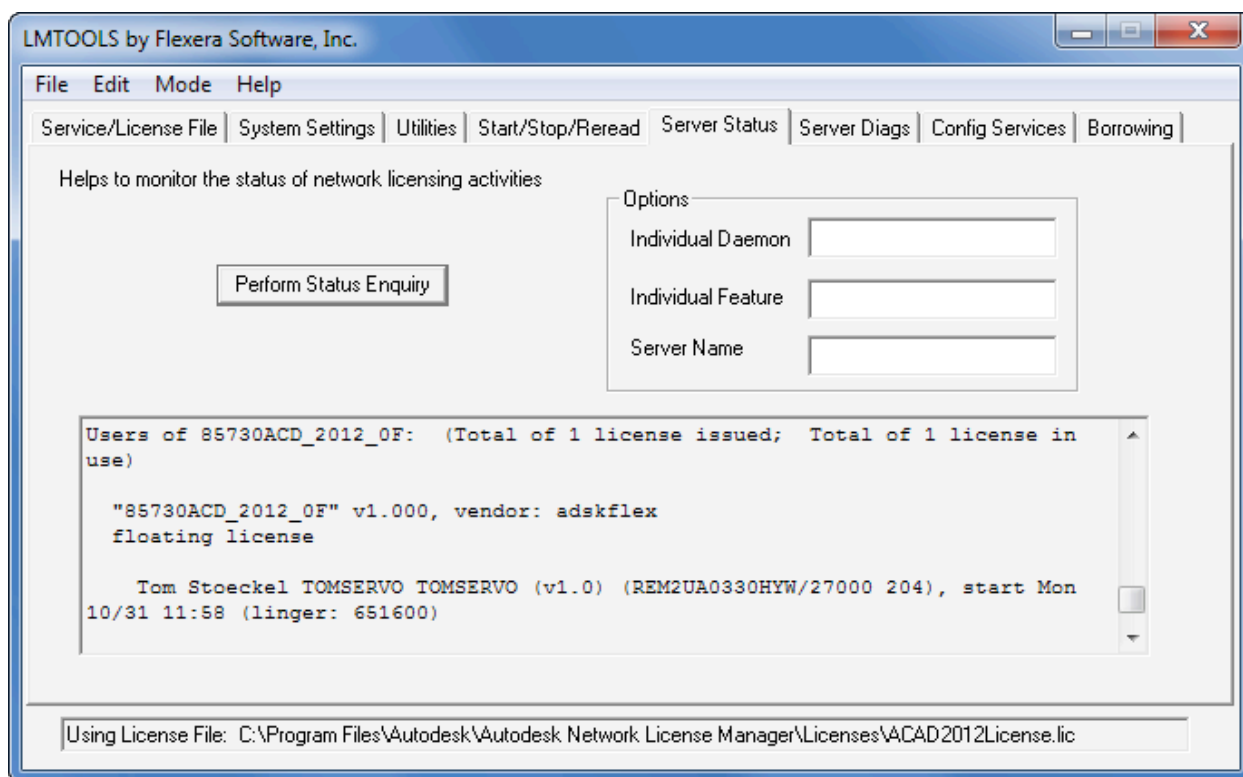 LMTOOLS by Flexera Software, Inc.
File Edit Mode Help
Service/License File System Settings Utilities Start/Stop/Reread Server Status Server Diags Config Services Borrowing
Helps to monitor the status of network licensing activities
Options
Individual Daemon
Perform Status Enquiry
Individual Feature
Server Name
Users of 85730ACD_2012_0F:  (Total of 1 license issued;  Total of 1 license in
use)
"85730ACD_2012_0F" v1.000, vendor: adskflex
floating license
Tom Stoeckel TOMSERVO TOMSERVO (v1.0) (REM2UA0330HYW/27000 204), start Mon
10/31 11:58 (linger: 651600)
Using License File: C:\Program Files\Autodesk\Autodesk Network License Manager\Licenses\ACAD2012License.lic